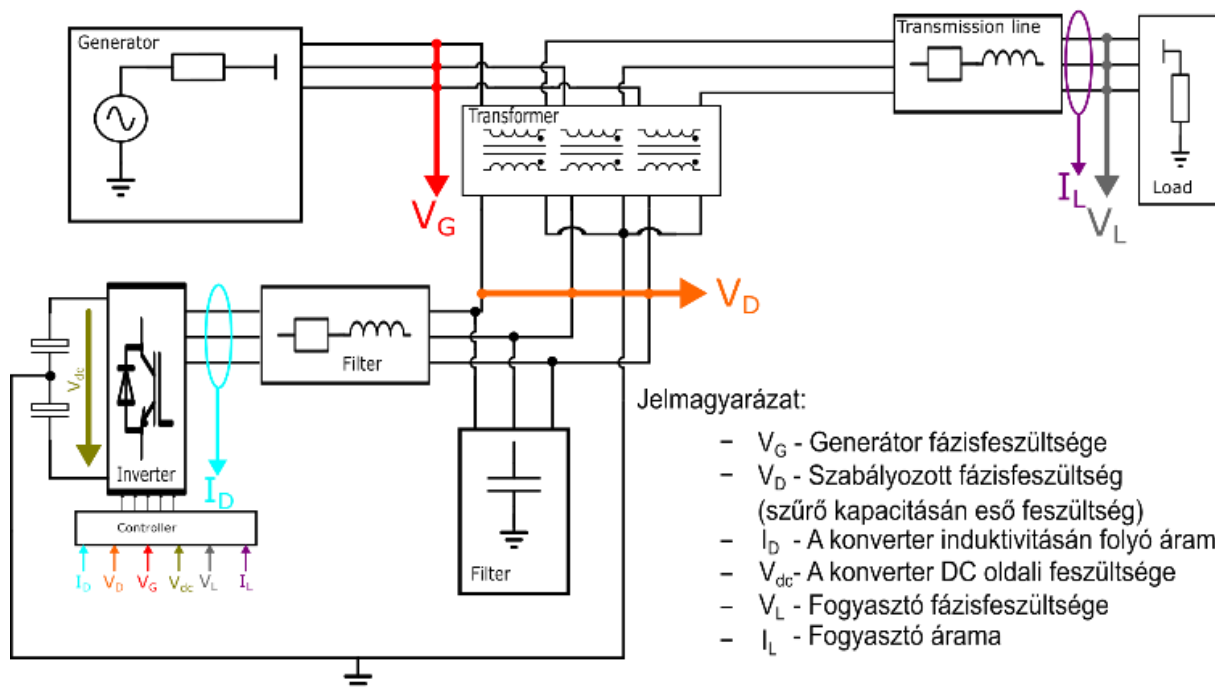 Generator
Transmission line
Transformer
Load
V_G
I_L
V_L
V_D
V_dc
Filter
Inverter
I_D
Controller
I_D V_D V_G V_dc V_L I_L
Filter
Jelmagyarázat:
– V_G - Generátor fázisfeszültsége
– V_D - Szabályozott fázisfeszültség
(szűrő kapacitásán eső feszültség)
– I_D - A konverter induktivitásán folyó áram
– V_dc- A konverter DC oldali feszültsége
– V_L - Fogyasztó fázisfeszültsége
– I_L - Fogyasztó árama